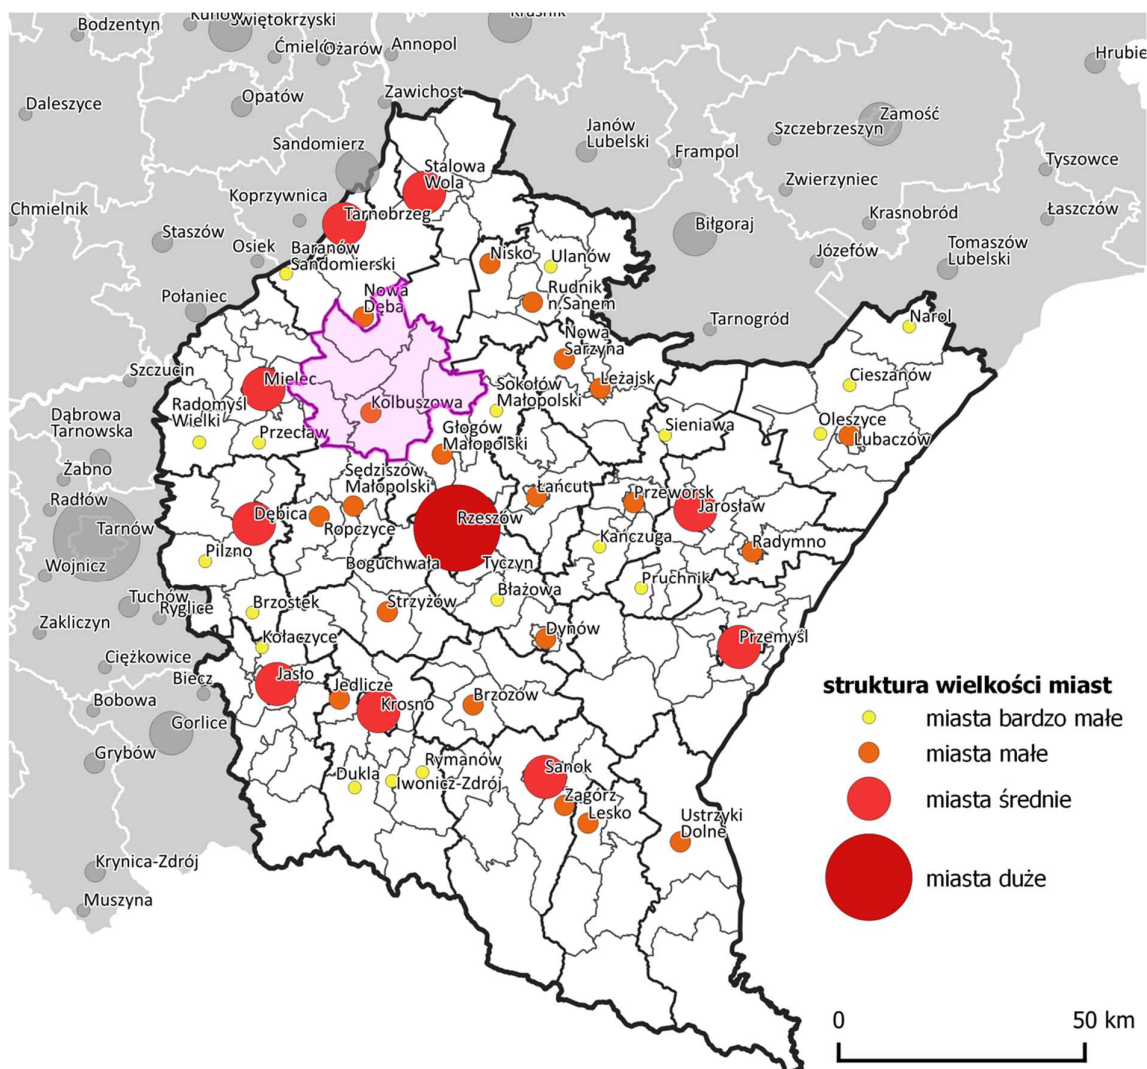 Bodzentyn
Kunów
Świętokrzyski
Kraśnik
Ćmielów
Ożarów
Annopol
Hrubie
Daleszyce
Opatów
Zawichost
Janów
Lubelski
Szczebrzeszyn
Zamość
Sandomierz
Frampol
Tyszowce
Stalowa
Wola
Zwierzyniec
Koprzywnica
Chmielnik
Tarnobrzeg
Biłgoraj
Krasnobród
Łaszczów
Staszów
Osiek
Baranów
Sandomierski
Nisko
Ulanów
Józefów
Tomaszów
Lubelski
Połaniec
Nowa
Dęba
Rudnik
n.Sanem
Tarnogród
Narol
Nowa
Sarzyna
Szczucin
Mielec
Leżajsk
Cieszanów
Sokołów
Małopolski
Kolbuszowa
Radomyśl
Wielki
Dąbrowa
Tarnowska
Przecław
Głogów
Małopolski
Sieniawa
Oleszyce
Lubaczów
Żabno
Sędziszów
Małopolski
Radłów
Łańcut
Przeworsk
Jarosław
Tarnów
Dębica
Ropczyce
Rzeszów
Kańczuga
Radymno
Pilzno
Wojnicz
Boguchwała
Tyczyn
Pruchnik
Błażowa
Tuchów
Ryglice
Brzostek
Strzyżów
Zakliczyn
Kołaczyce
Dynów
Przemyśl
Ciężkowice
Biecz
Jasło
Jedlicze
Krosno
Brzozów
Bobowa
Gorlice
Grybów
Dukla
Rymanów
Iwonicz-Zdrój
Sanok
Zagórz
Lesko
Ustrzyki
Dolne
Krynica-Zdrój
Muszyna
struktura wielkości miast
miasta bardzo małe
miasta małe
miasta średnie
miasta duże
0
50 km